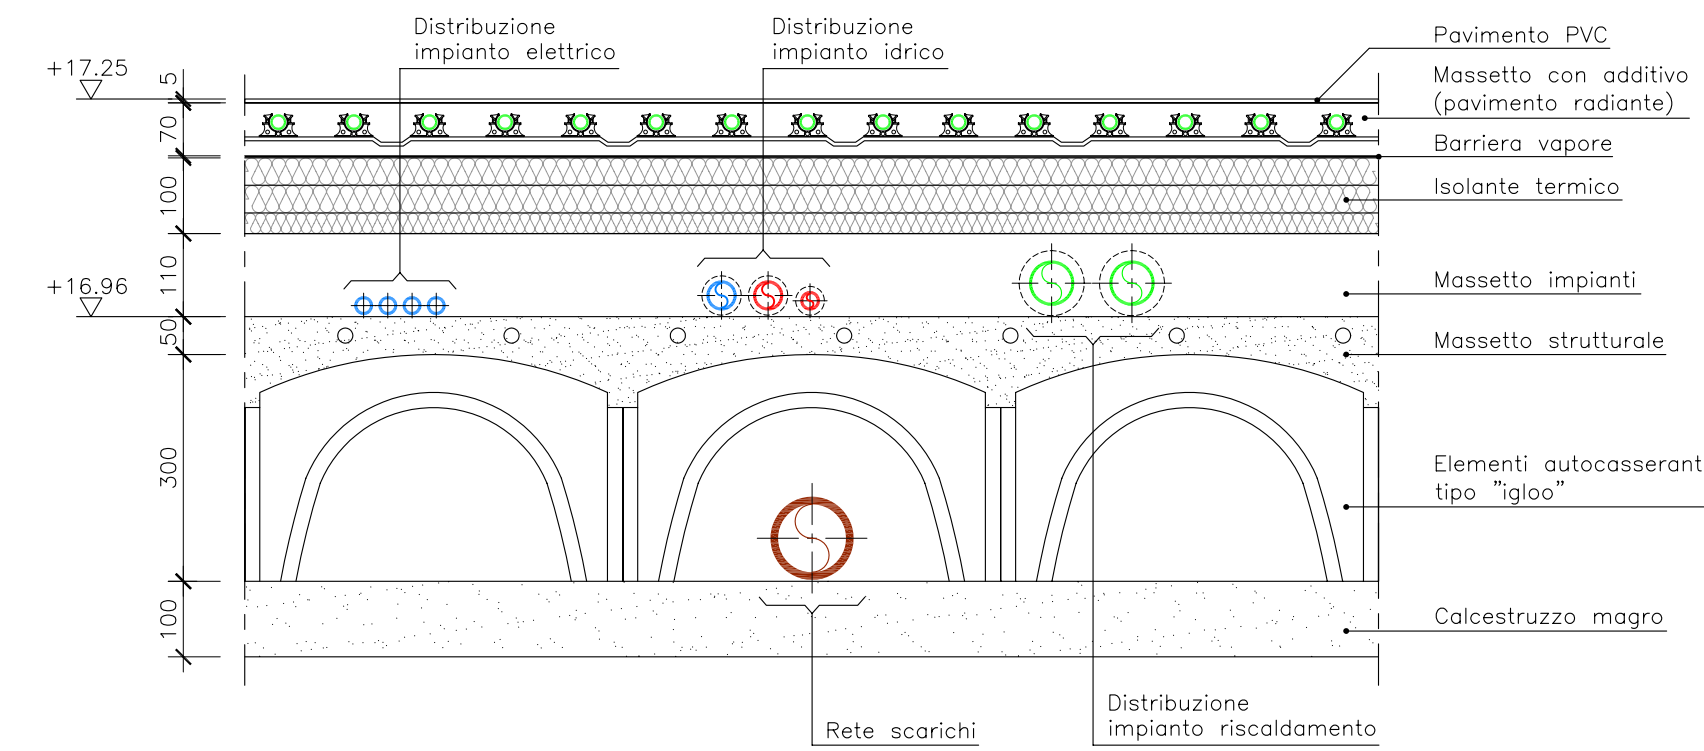 Distribuzione
impianto elettrico
Distribuzione
impianto idrico
Pavimento PVC
Massetto con additivo
(pavimento radiante)
Barriera vapore
Isolante termico
Massetto impianti
Massetto strutturale
Elementi autocasserant
tipo "igloo"
Calcestruzzo magro
+17.25
+16.96
5
70
100
110
50
300
100
Rete scarichi
Distribuzione
impianto riscaldamento